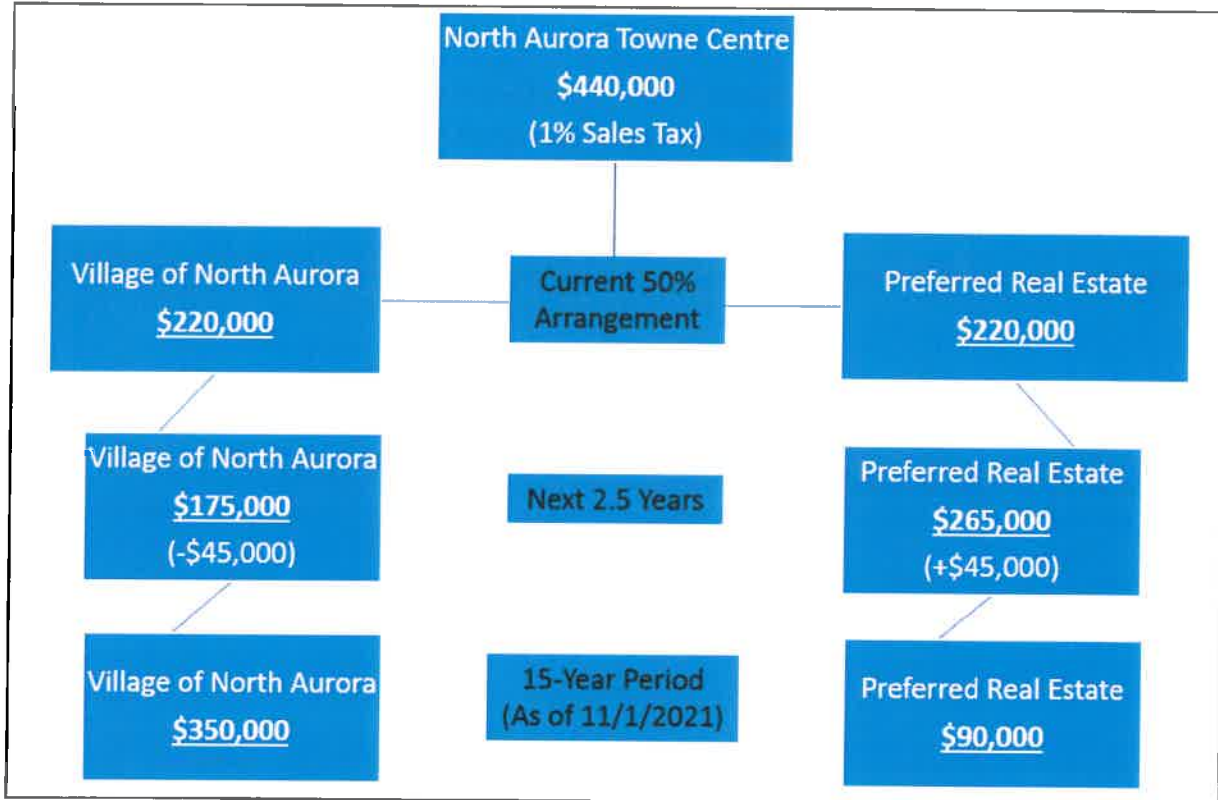 North Aurora Towne Centre
$440,000
(1% Sales Tax)
Village of North Aurora
$220,000
Current 50%
Arrangement
Preferred Real Estate
$220,000
Village of North Aurora
$175,000
(-$45,000)
Next 2.5 Years
Preferred Real Estate
$265,000
(+$45,000)
Village of North Aurora
$350,000
15-Year Period
(As of 11/1/2021)
Preferred Real Estate
$90,000